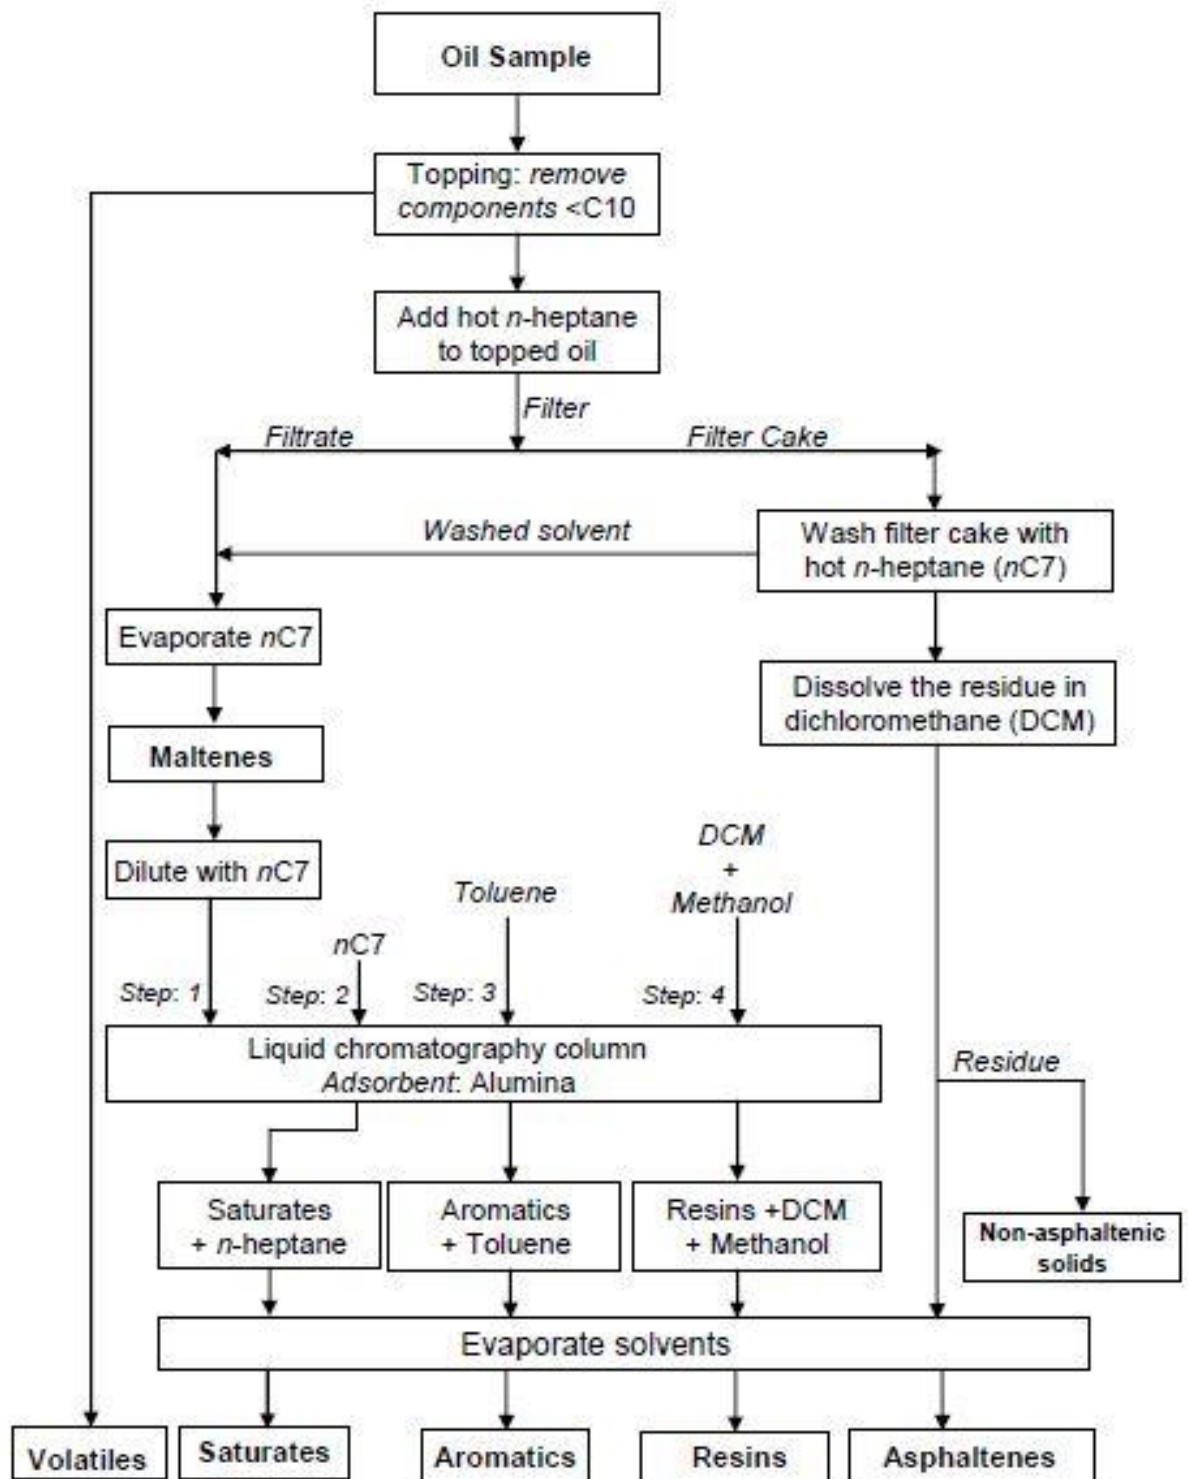 Oil Sample
Topping: remove
components <C10
Add hot n-heptane
to topped oil
Filter
Filtrate
Filter Cake
Washed solvent
Wash filter cake with
hot n-heptane (nC7)
Evaporate nC7
Dissolve the residue in
dichloromethane (DCM)
Maltenes
Dilute with nC7
DCM
+
Methanol
Toluene
nC7
Step: 1
Step: 2
Step: 3
Step: 4
Liquid chromatography column
Adsorbent: Alumina
Residue
Saturates
+ n-heptane
Aromatics
+ Toluene
Resins +DCM
+ Methanol
Non-asphaltenic
solids
Evaporate solvents
Volatiles
Saturates
Aromatics
Resins
Asphaltenes